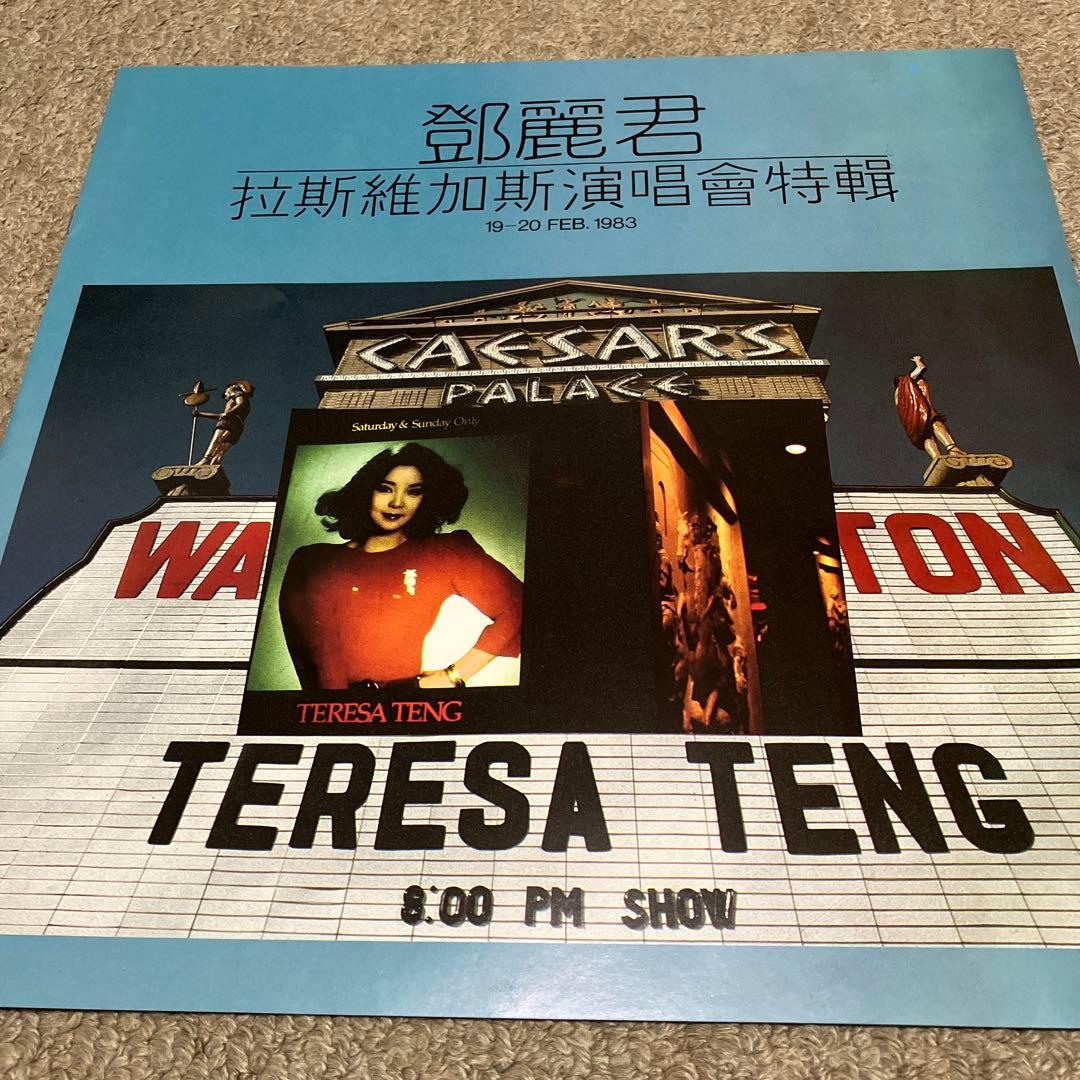 鄧麗君
拉斯維加斯演唱會特輯
19-20 FEB. 1983
CAESARS
PALACE
Saturday & Sunday Only
WA
TON
TERESA TENG
TERESA TENG
8:00 PM SHOW